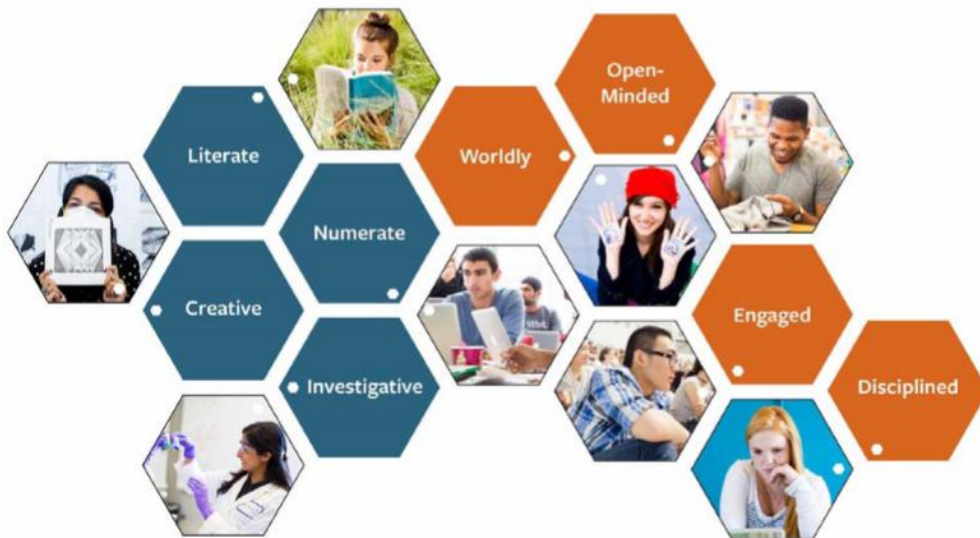 Open-
Minded
Literate
Worldly
Numerate
Creative
Engaged
Investigative
Disciplined